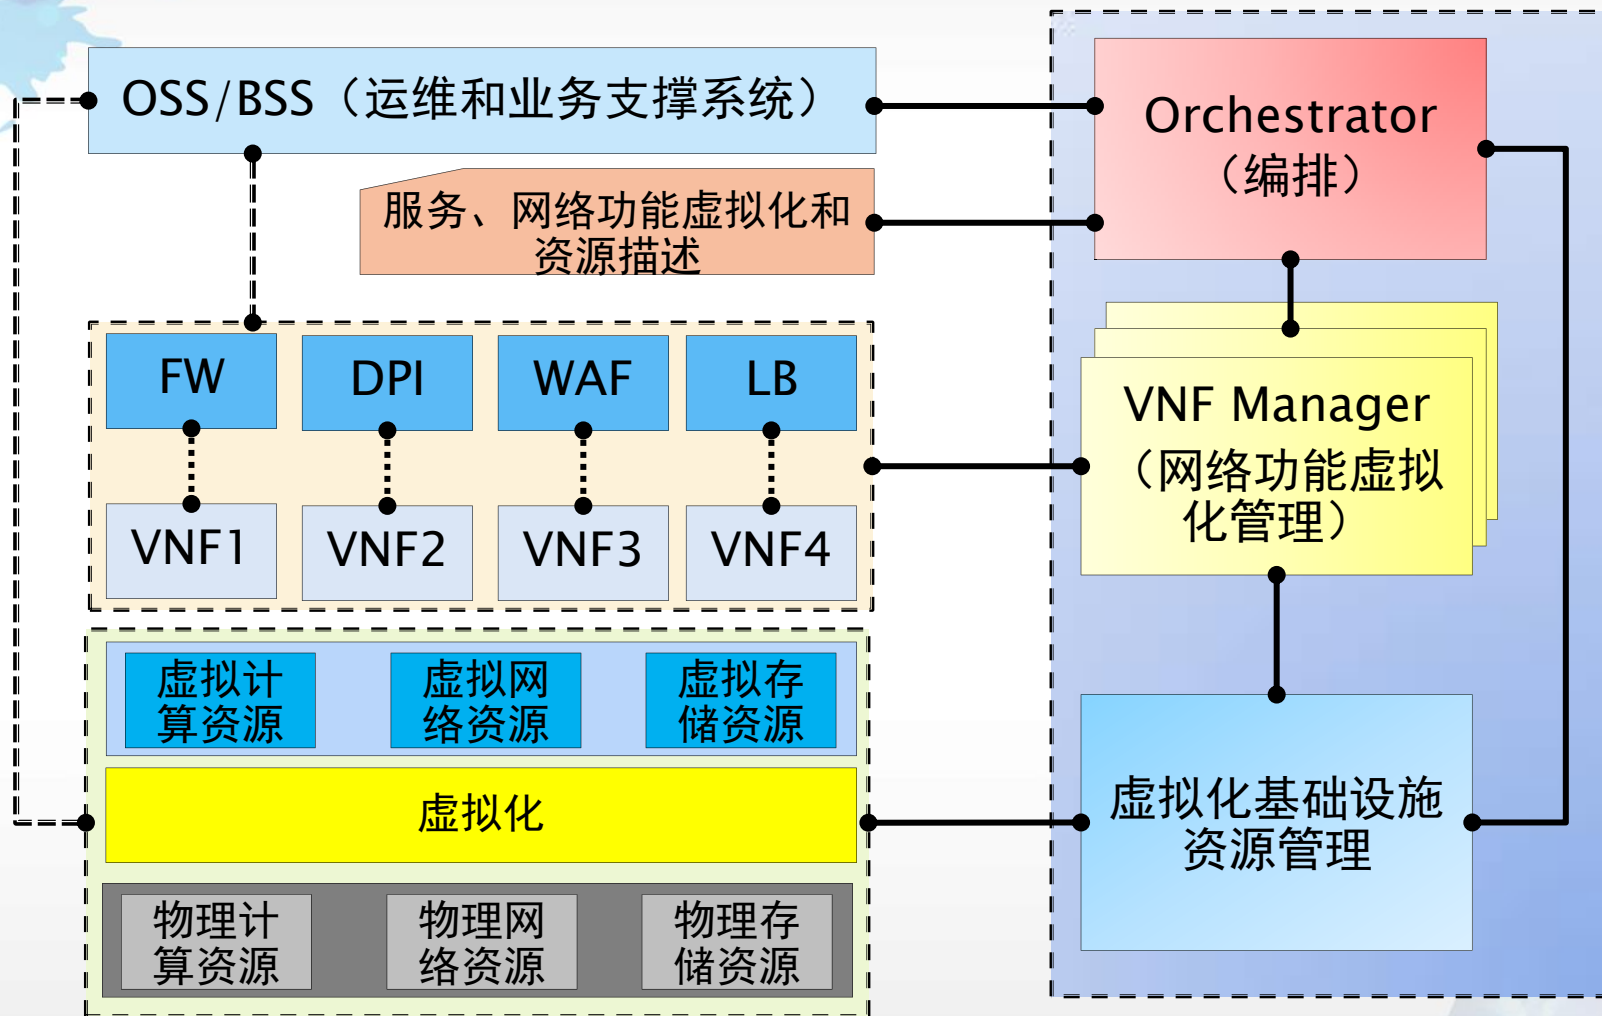 OSS/BSS（运维和业务支撑系统）
服务、网络功能虚拟化和
资源描述
FW
DPI
WAF
LB
VNF1
VNF2
VNF3
VNF4
虚拟计
算资源
虚拟网
络资源
虚拟存
储资源
虚拟化
物理计
算资源
物理网
络资源
物理存
储资源
Orchestrator
（编排）
VNF Manager
（网络功能虚拟
化管理）
虚拟化基础设施
资源管理